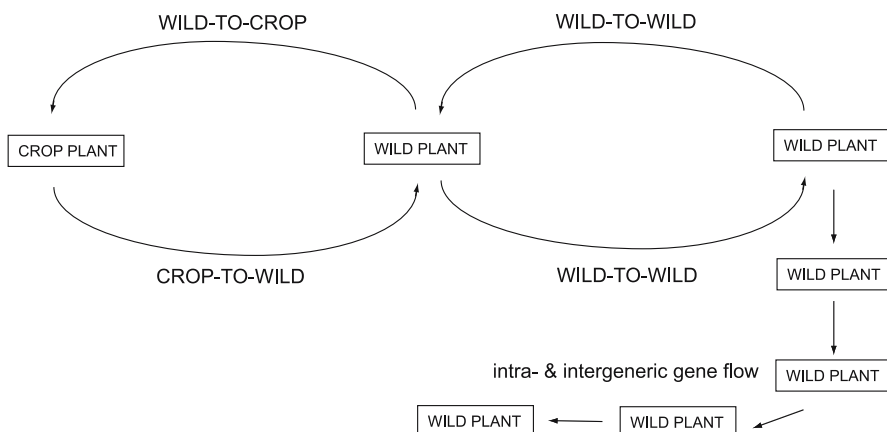 WILD-TO-CROP
WILD-TO-WILD
CROP PLANT
WILD PLANT
WILD PLANT
CROP-TO-WILD
WILD-TO-WILD
WILD PLANT
intra- & intergeneric gene flow
WILD PLANT
WILD PLANT
WILD PLANT